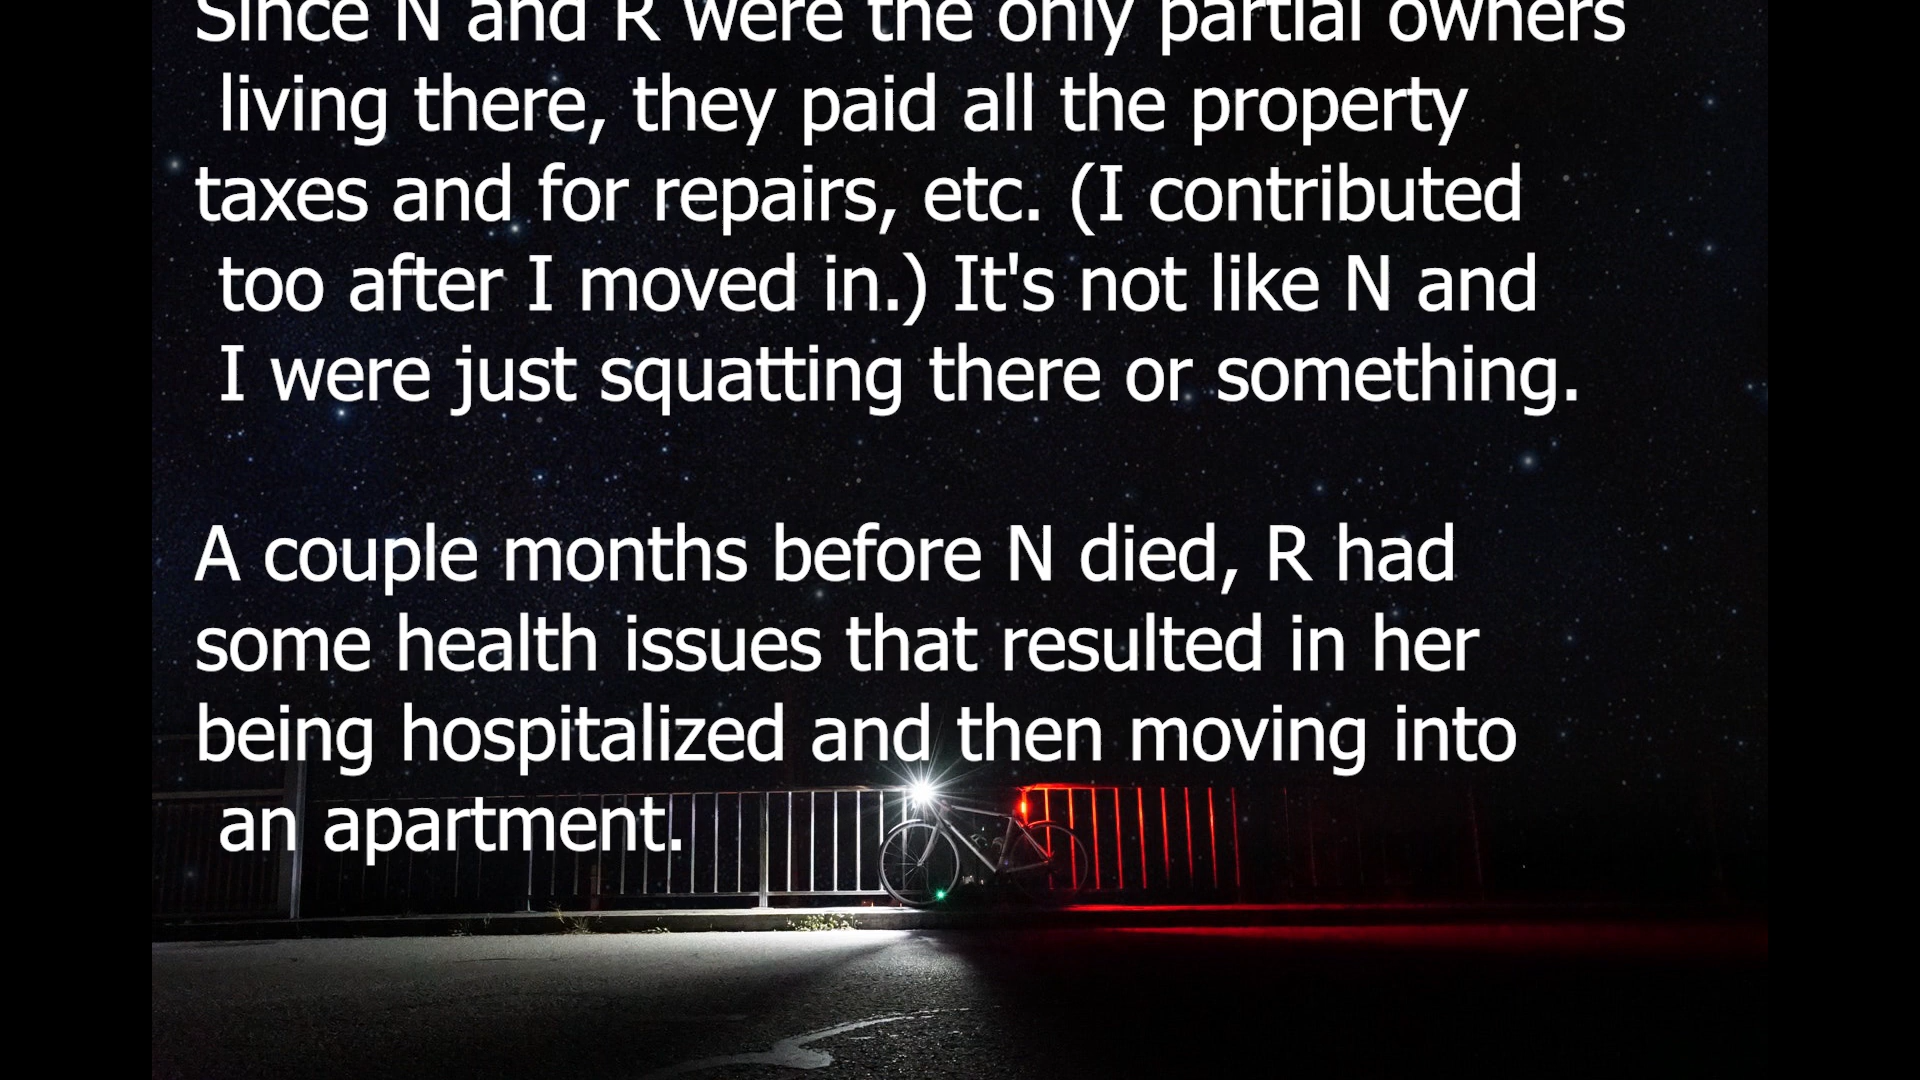 Since N and R were the only partial owners
living there, they paid all the property
taxes and for repairs, etc. (I contributed
too after I moved in.) It's not like N and
I were just squatting there or something.
A couple months before N died, R had
some health issues that resulted in her
being hospitalized and then moving into
an apartment.